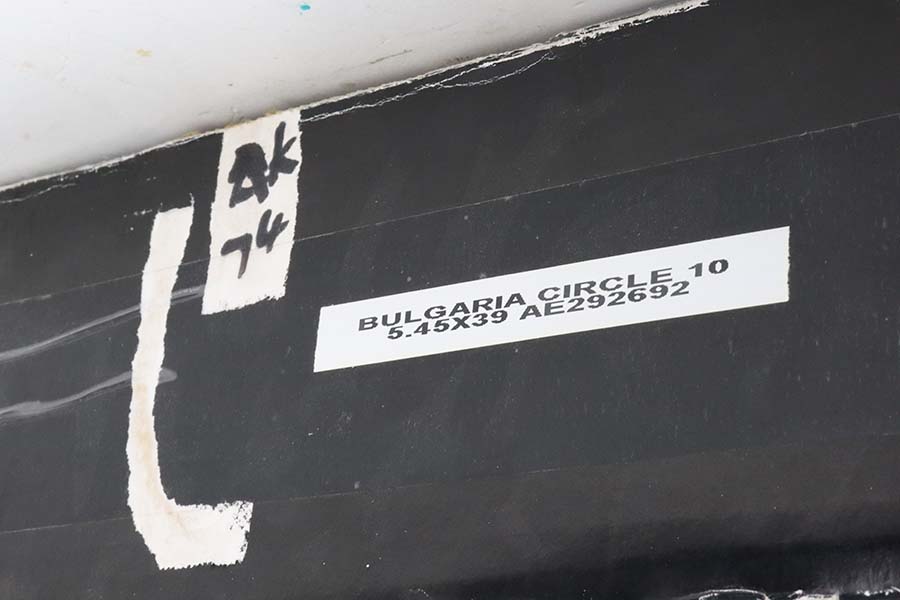 AK
74
BULGARIA CIRCLE 10
5.45X39 AE292692